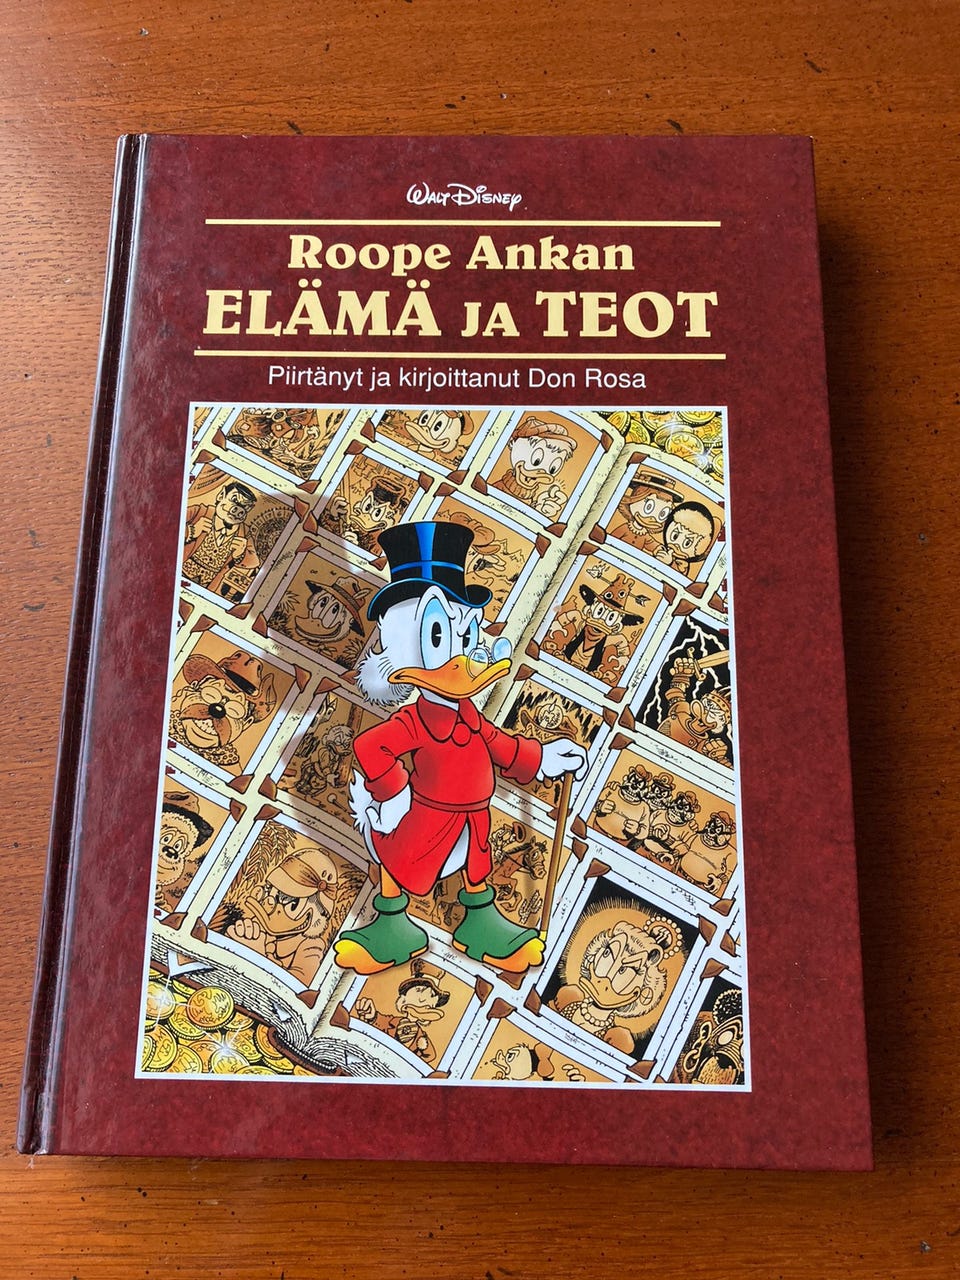 Walt Disney
Roope Ankan
ELÄMÄ JA TEOT
Piirtänyt ja kirjoittanut Don Rosa